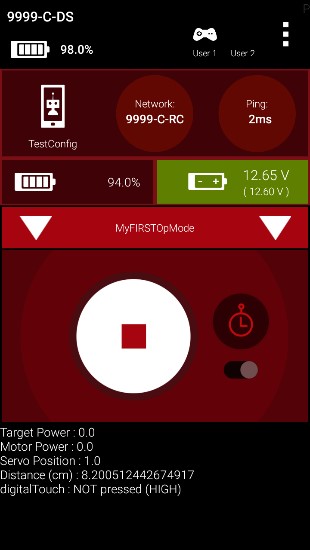 9999-C-DS
P
98.0%
User 1 User 2
Network:
9999-C-RC
Ping:
2ms
TestConfig
94.0%
12.65 V
( 12.60 V )
MyFIRSTOpMode
Target Power : 0.0
Motor Power : 0.0
Servo Position : 1.0
Distance (cm) : 8.200512442674917
digitalTouch : NOT pressed (HIGH)